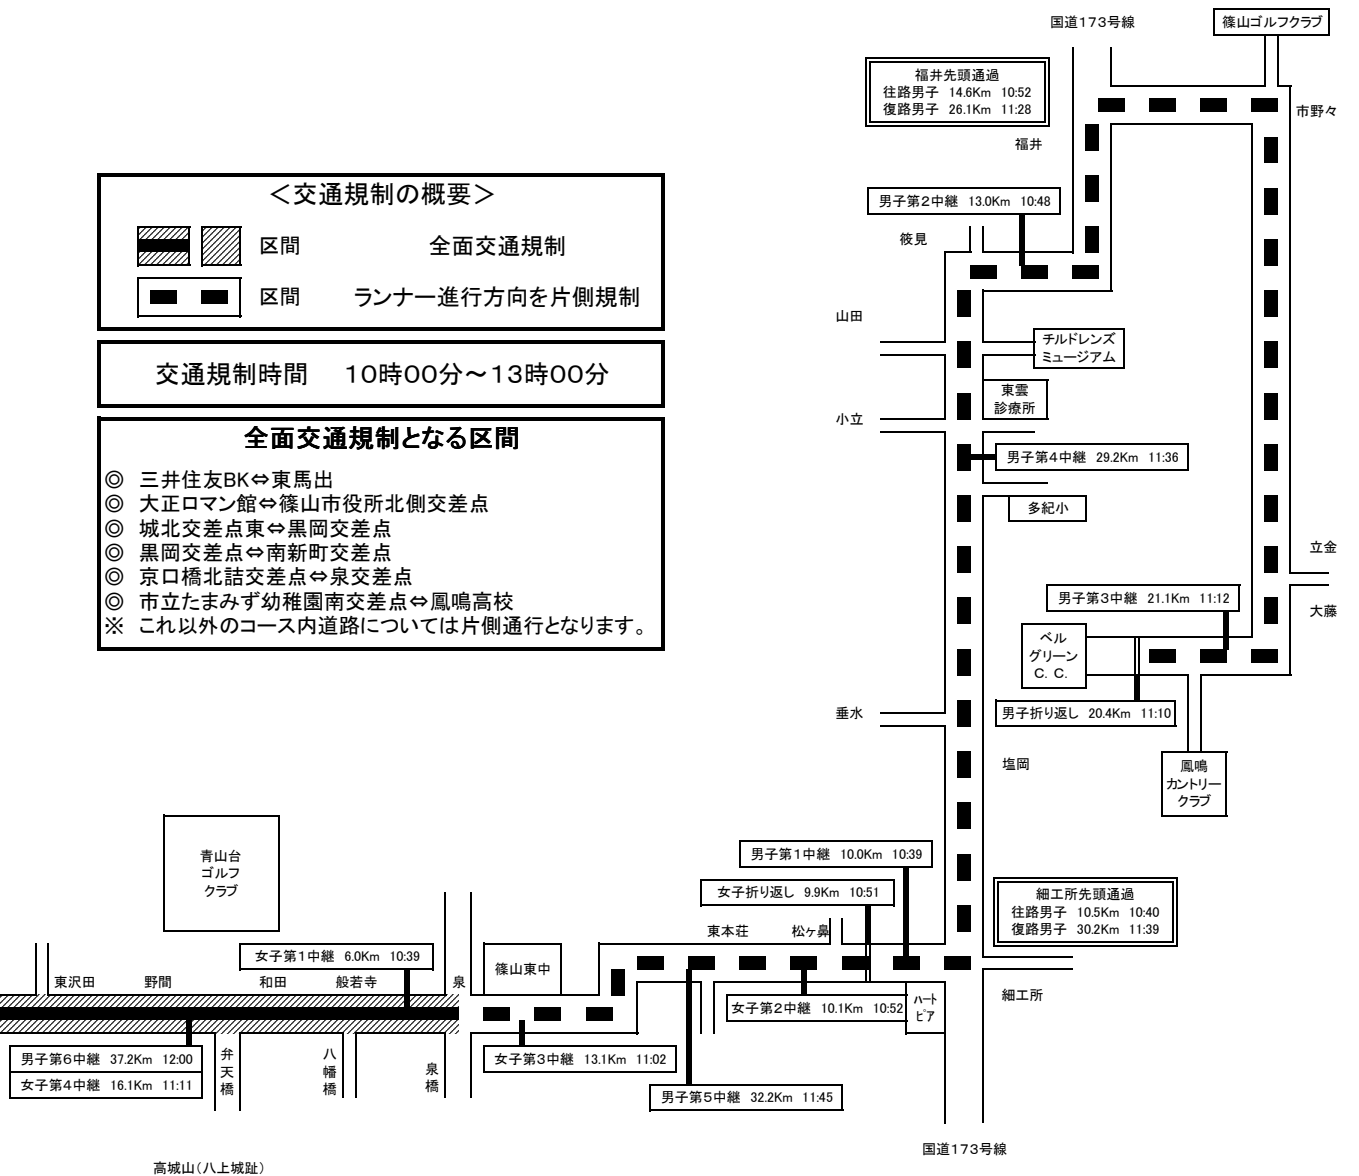 国道173号線
篠山ゴルフクラブ
福井先頭通過
往路男子 14.6Km 10:52
復路男子 26.1Km 11:28
市野々
福井
<交通規制の概要>
区間 全面交通規制
区間 ランナー進行方向を片側規制
男子第2中継 13.0Km 10:48
筱見
山田
チルドレンズ
ミュージアム
交通規制時間 10時00分~13時00分
東雲
診療所
小立
全面交通規制となる区間
◎ 三井住友BK⇔東馬出
◎ 大正ロマン館⇔篠山市役所北側交差点
◎ 城北交差点東⇔黒岡交差点
◎ 黒岡交差点⇔南新町交差点
◎ 京口橋北詰交差点⇔泉交差点
◎ 市立たまみず幼稚園南交差点⇔鳳鳴高校
※ これ以外のコース内道路については片側通行となります。
男子第4中継 29.2Km 11:36
多紀小
立金
男子第3中継 21.1Km 11:12
大藤
ベル
グリーン
C. C.
男子折り返し 20.4Km 11:10
垂水
塩岡
鳳鳴
カントリー
クラブ
青山台
ゴルフ
クラブ
男子第1中継 10.0Km 10:39
女子折り返し 9.9Km 10:51
細工所先頭通過
往路男子 10.5Km 10:40
復路男子 30.2Km 11:39
東本荘
松ヶ鼻
女子第1中継 6.0Km 10:39
篠山東中
東沢田
野間
和田
般若寺
泉
細工所
女子第2中継 10.1Km 10:52
ハート
ピア
男子第6中継 37.2Km 12:00
女子第4中継 16.1Km 11:11
弁天橋
八幡橋
泉橋
女子第3中継 13.1Km 11:02
男子第5中継 32.2Km 11:45
国道173号線
高城山(八上城趾)